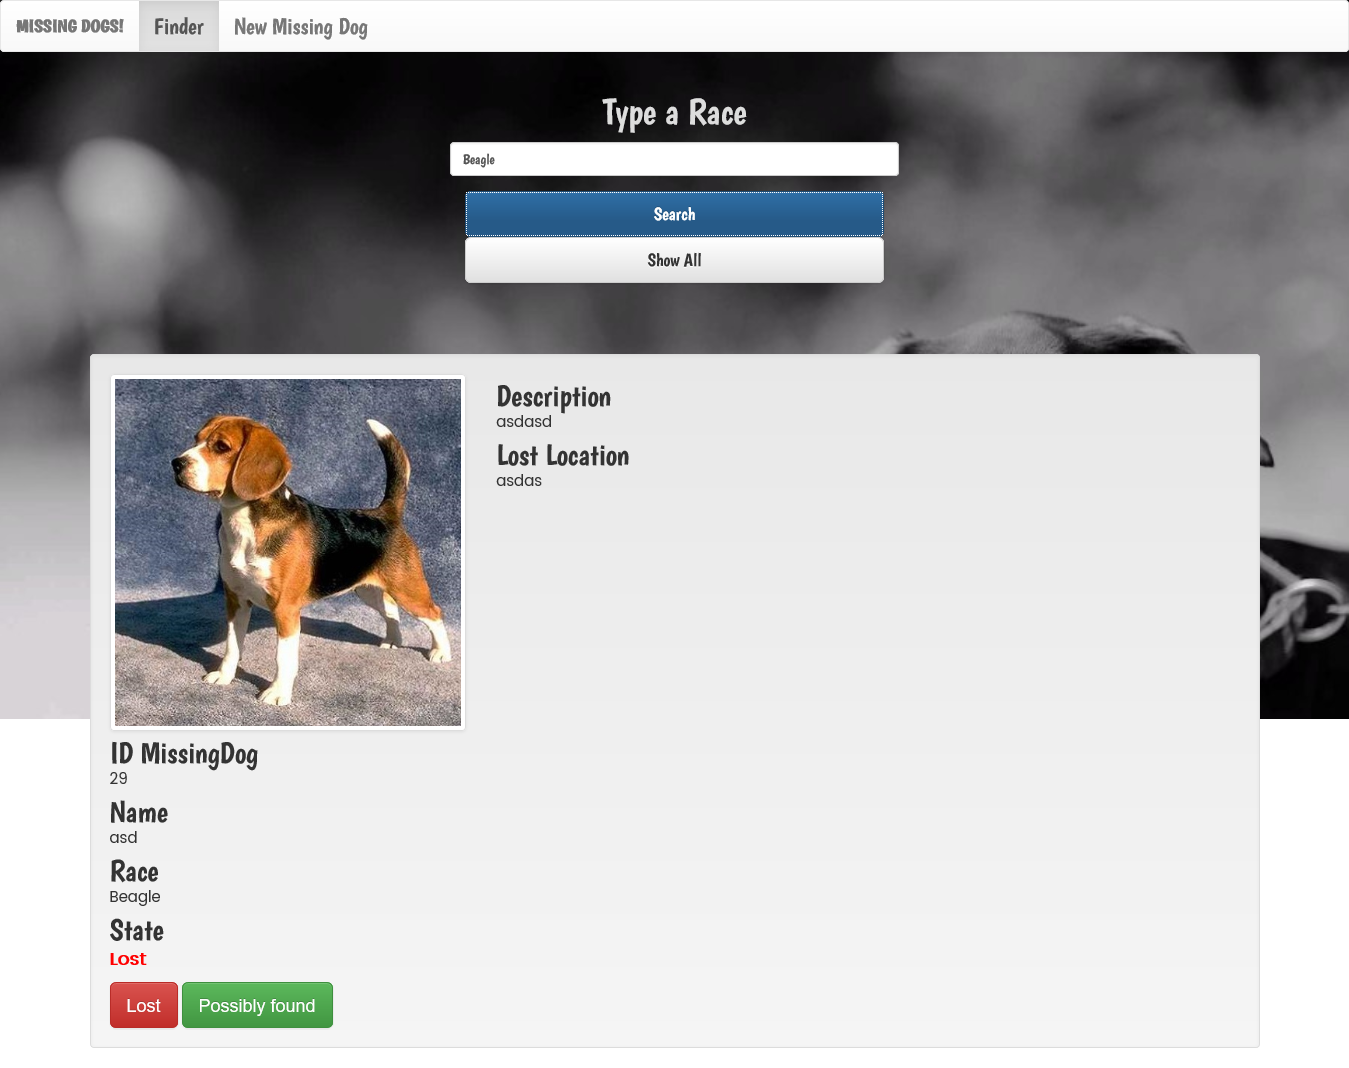 MISSING DOGS! Finder New Missing Dog
Type a Race
Beagle
Search
Show All
Description
asdasd
Lost Location
asdas
ID MissingDog
29
Name
asd
Race
Beagle
State
Lost
Lost Possibly found